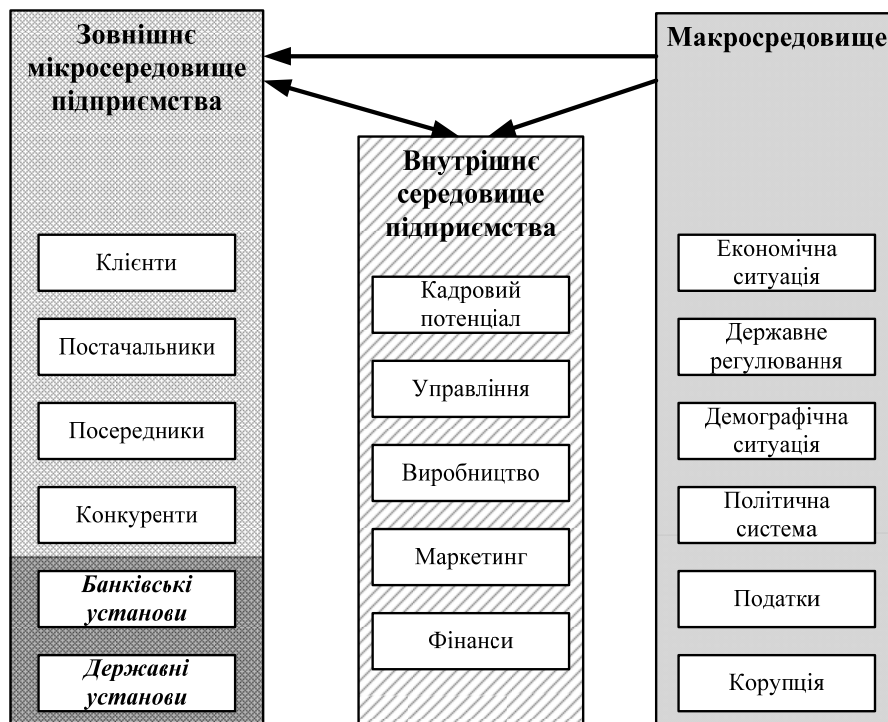 Зовнішнє
мікросередовище
підприємства
Клієнти
Постачальники
Посередники
Конкуренти
Банківські
установи
Державні
установи
Внутрішнє
середовище
підприємства
Кадровий
потенціал
Управління
Виробництво
Маркетинг
Фінанси
Макросредовище
Економічна
ситуація
Державне
регулювання
Демографічна
ситуація
Політична
система
Податки
Корупція